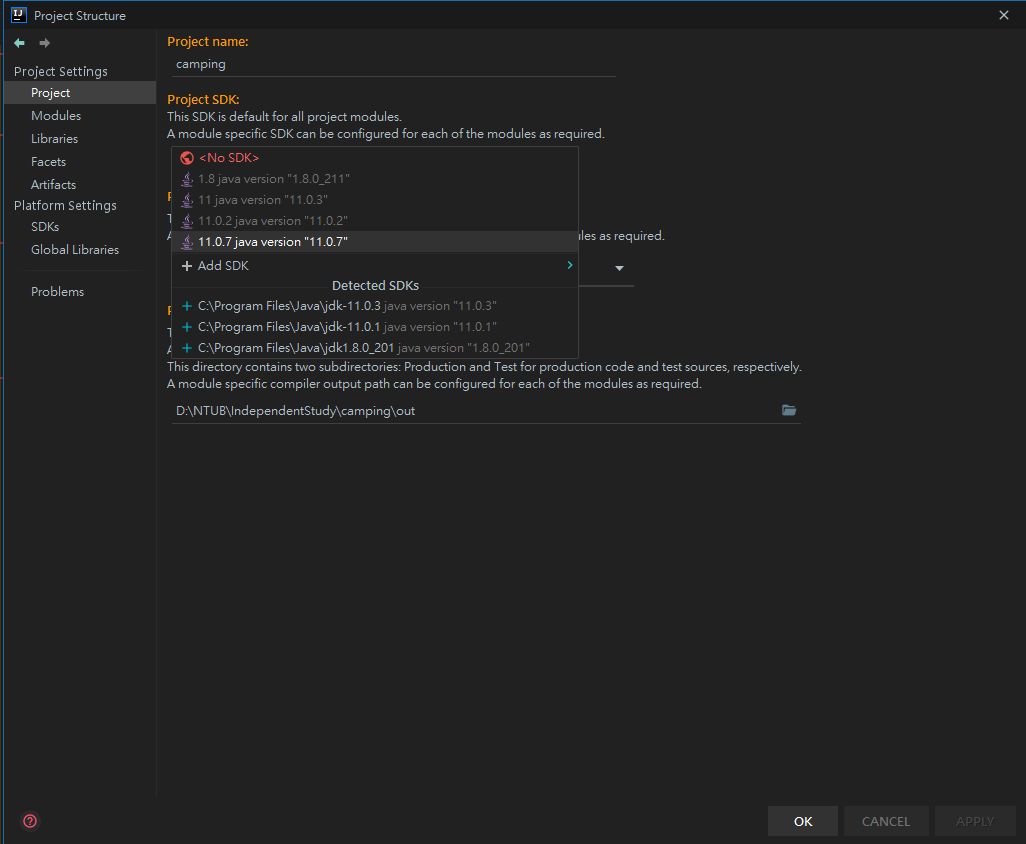 IJ Project Structure
Project Settings
Project
Modules
Libraries
Facets
Artifacts
Platform Settings
SDKs
Global Libraries
Problems
Project name:
camping
Project SDK:
This SDK is default for all project modules.
A module specific SDK can be configured for each of the modules as required.
<No SDK>
1.8 java version "1.8.0_211"
11 java version "11.0.3"
11.0.2 java version "11.0.2"
11.0.7 java version "11.0.7"
les as required.
Add SDK
Detected SDKs
C:\Program Files\Java\jdk-11.0.3 java version "11.0.3"
C:\Program Files\Java\jdk-11.0.1 java version "11.0.1"
C:\Program Files\Java\jdk1.8.0_201 java version "1.8.0_201"
This directory contains two subdirectories: Production and Test for production code and test sources, respectively.
A module specific compiler output path can be configured for each of the modules as required.
D:\NTUB\IndependentStudy\camping\out
?
OK CANCEL APPLY